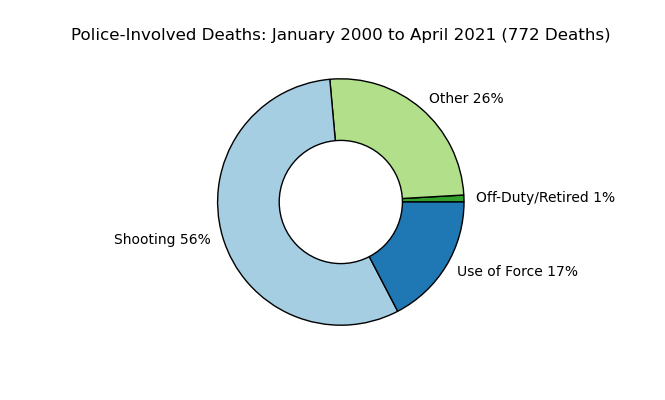 Police-Involved Deaths: January 2000 to April 2021 (772 Deaths)
Other 26%
Off-Duty/Retired 1%
Shooting 56%
Use of Force 17%